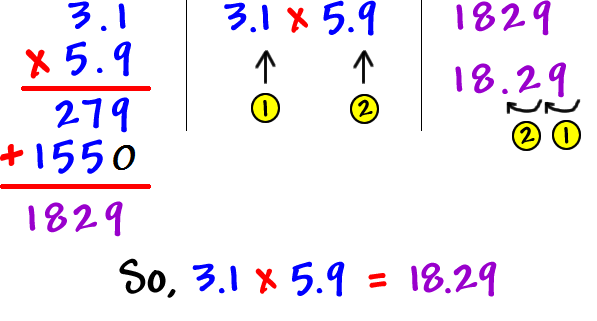 3.1
x 5.9
279
+1550
1829
3.1 x 5.9
1 2
1829
18.29
2 1
So, 3.1 x 5.9 = 18.29